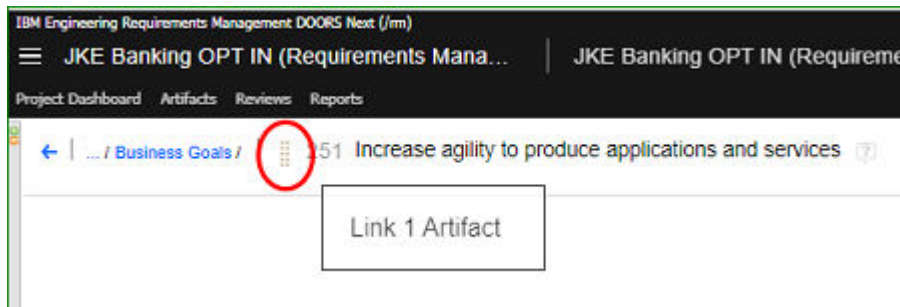 IBM Engineering Requirements Management DOORS Next (/rm)
JKE Banking OPT IN (Requirements Mana... JKE Banking OPT IN (Requireme
Project Dashboard Artifacts Reviews Reports
... / Business Goals / 251 Increase agility to produce applications and services ?
Link 1 Artifact